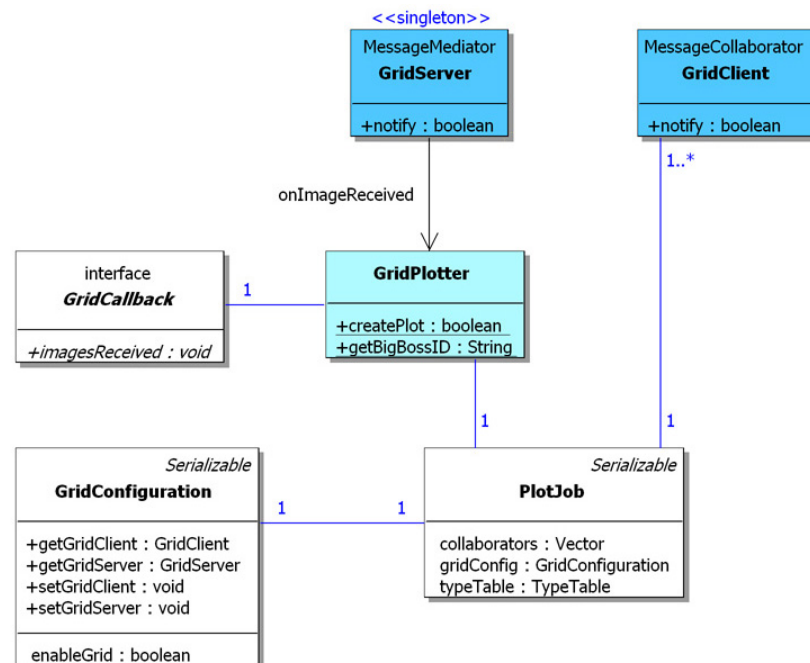 <<singleton>>
MessageMediator
GridServer
+notify : boolean
MessageCollaborator
GridClient
+notify : boolean
1..*
onImageReceived
interface
GridCallback
+imagesReceived : void
1
GridPlotter
+createPlot : boolean
+getBigBossID : String
1
1
Serializable
GridConfiguration
+getGridClient : GridClient
+getGridServer : GridServer
+setGridClient : void
+setGridServer : void
enableGrid : boolean
1
1
Serializable
PlotJob
collaborators : Vector
gridConfig : GridConfiguration
typeTable : TypeTable